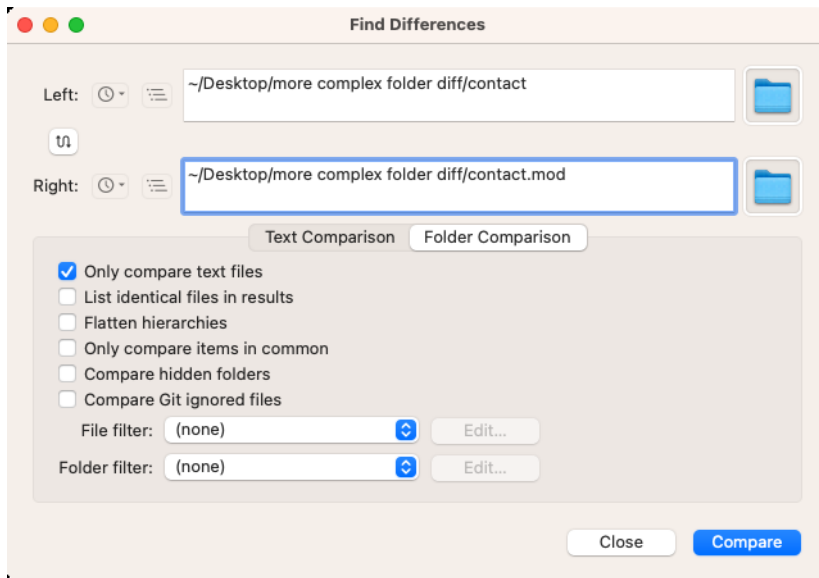 Find Differences
Left:
~/Desktop/more complex folder diff/contact
Right:
~/Desktop/more complex folder diff/contact.mod
Text Comparison
Folder Comparison
Only compare text files
List identical files in results
Flatten hierarchies
Only compare items in common
Compare hidden folders
Compare Git ignored files
File filter: (none) Edit...
Folder filter: (none) Edit...
Close Compare